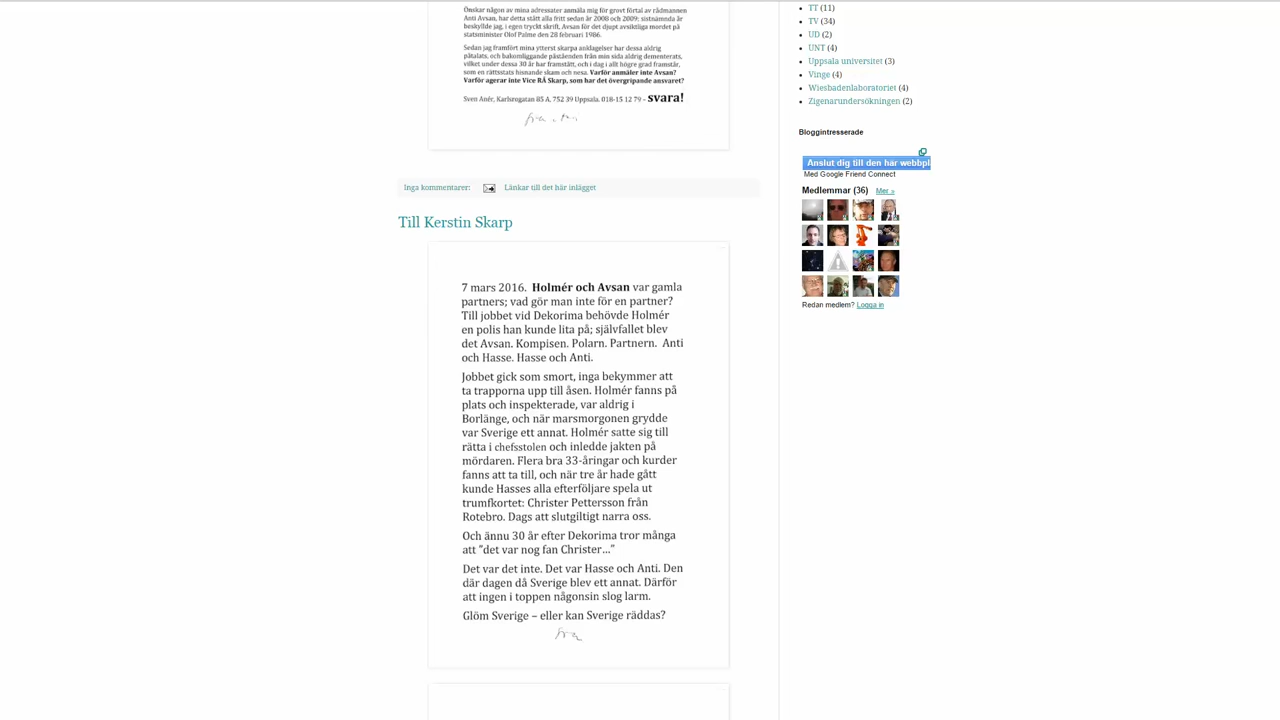 Önskar någon av mina adressater anmäla mig för grovt förtal av rådmannen
Anti Avsan, har detta stått alla fritt sedan år 2008 och 2009; sistnämnda år
beskyllde jag, i egen tryckt skrift, Avsan för det djupt avsiktliga mordet på
statsminister Olof Palme den 28 februari 1986.
Sedan jag framfört mina ytterst skarpa anklagelser har dessa aldrig
påtalats, och bakomliggande påståenden från min sida aldrig dementerats,
vilket under dessa 30 år har framstått, och i dag i allt högre grad framstår,
som en rättsstats hisnande skam och nesa. Varför anmäler inte Avsan?
Varför agerar inte Vice RÅ Skarp, som har det övergripande ansvaret?
Sven Anér, Karlsrogatan 85 A, 752 39 Uppsala. 018-15 12 79 - svara!
Inga kommentarer: Länkar till det här inlägget
Till Kerstin Skarp
7 mars 2016. Holmér och Avsan var gamla
partners; vad gör man inte för en partner?
Till jobbet vid Dekorima behövde Holmér
en polis han kunde lita på; självfallet blev
det Avsan. Kompisen. Polarn. Partnern. Anti
och Hasse. Hasse och Anti.
Jobbet gick som smort, inga bekymmer att
ta trapporna upp till åsen. Holmér fanns på
plats och inspekterade, var aldrig i
Borlänge, och när marsmorgonen grydde
var Sverige ett annat. Holmér satte sig till
rätta i chefsstolen och inledde jakten på
mördaren. Flera bra 33-åringar och kurder
fanns att ta till, och när tre år hade gått
kunde Hasses alla efterföljare spela ut
trumfkortet: Christer Pettersson från
Rotebro. Dags att slutgiltigt narra oss.
Och ännu 30 år efter Dekorima tror många
att "det var nog fan Christer..."
Det var det inte. Det var Hasse och Anti. Den
där dagen då Sverige blev ett annat. Därför
att ingen i toppen någonsin slog larm.
Glöm Sverige – eller kan Sverige räddas?
TT (11)
TV (34)
UD (2)
UNT (4)
Uppsala universitet (3)
Vinge (4)
Wiesbadenlaboratoriet (4)
Zigenarundersökningen (2)
Bloggintresserade
Anslut dig till den här webbpl
Med Google Friend Connect
Medlemmar (36) Mer »
Redan medlem? Logga in